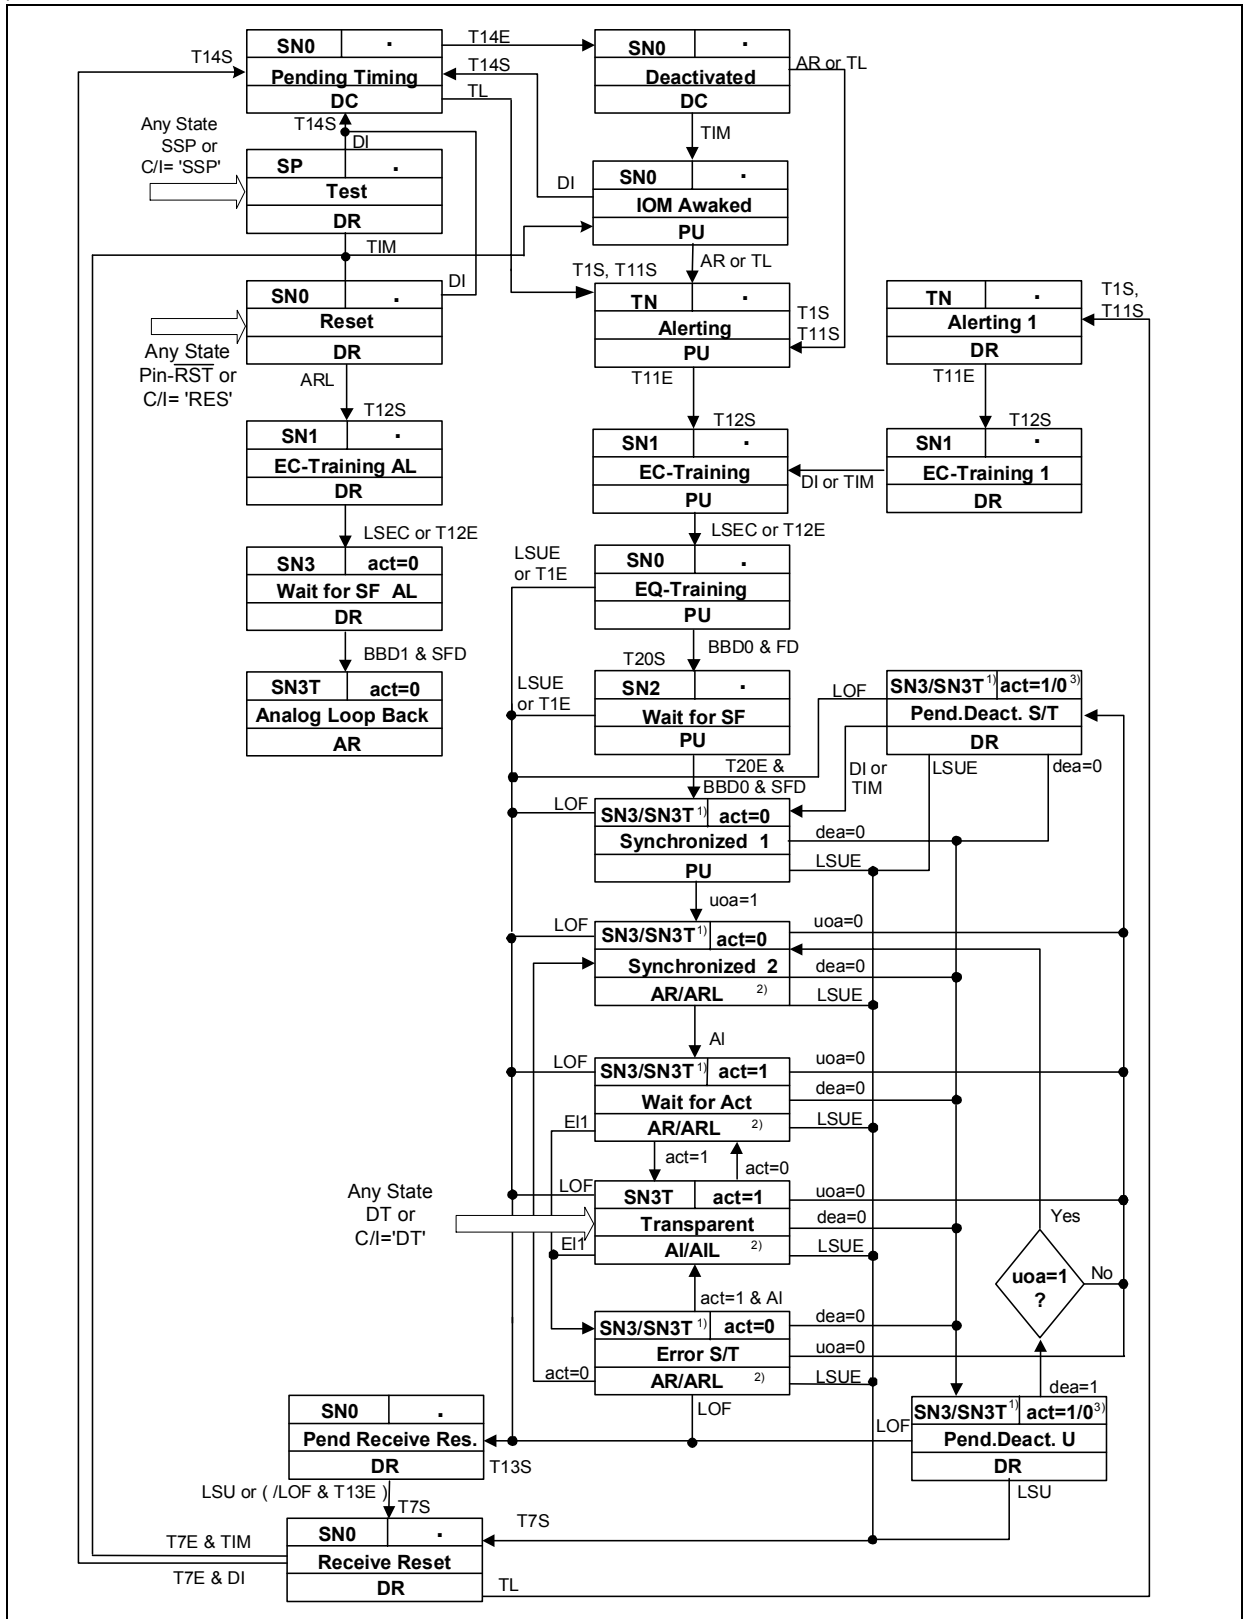 SN0 .
Pending Timing
DC
T14S
T14E
T14S
TL
SN0 .
Deactivated
DC
AR or TL
TIM
Any State
SSP or
C/I= 'SSP'
T14S
DI
SP .
Test
DR
DI
SN0 .
IOM Awaked
PU
TIM
DI
AR or TL
T1S, T11S
SN0 .
Reset
DR
Any State
Pin-RST or
C/I= 'RES'
ARL
T12S
TN .
Alerting
PU
T1S
T11S
T11E
T12S
TN .
Alerting 1
DR
T1S,
T11S
T11E
T12S
SN1 .
EC-Training AL
DR
LSEC or T12E
SN1 .
EC-Training
PU
DI or TIM
SN1 .
EC-Training 1
DR
LSEC or T12E
SN3 act=0
Wait for SF AL
DR
BBD1 & SFD
LSUE
or T1E
SN0 .
EQ-Training
PU
BBD0 & FD
T20S
SN3T act=0
Analog Loop Back
AR
LSUE
or T1E
SN2 .
Wait for SF
PU
T20E &
BBD0 & SFD
LOF
SN3/SN3T 1) act=1/0 3)
Pend.Deact. S/T
DR
DI or
TIM
LSUE
dea=0
LOF
SN3/SN3T 1) act=0
Synchronized 1
PU
dea=0
LSUE
uoa=1
LOF
SN3/SN3T 1) act=0
Synchronized 2
AR/ARL 2)
uoa=0
dea=0
LSUE
AI
LOF
SN3/SN3T 1) act=1
Wait for Act
AR/ARL 2)
uoa=0
dea=0
LSUE
EI1
act=1
act=0
Any State
DT or
C/I='DT'
LOF
SN3T act=1
Transparent
AI/AIL 2)
uoa=0
dea=0
LSUE
EI1
act=1 & AI
Yes
uoa=1
?
No
SN3/SN3T 1) act=0
Error S/T
AR/ARL 2)
dea=0
uoa=0
LSUE
act=0
LOF
dea=1
LOF
SN3/SN3T 1) act=1/0 3)
Pend.Deact. U
DR
LSU
SN0 .
Pend Receive Res.
DR
T13S
LSU or ( /LOF & T13E )
T7S
T7S
SN0 .
Receive Reset
DR
T7E & TIM
T7E & DI
TL